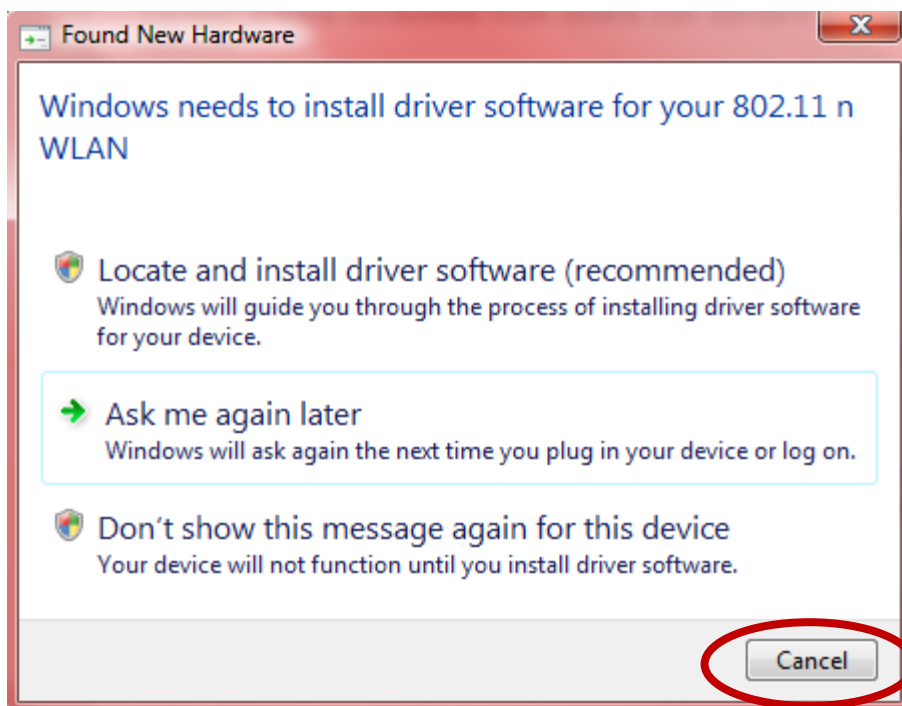 Found New Hardware
Windows needs to install driver software for your 802.11 n
WLAN
Locate and install driver software (recommended)
Windows will guide you through the process of installing driver software
for your device.
Ask me again later
Windows will ask again the next time you plug in your device or log on.
Don't show this message again for this device
Your device will not function until you install driver software.
Cancel